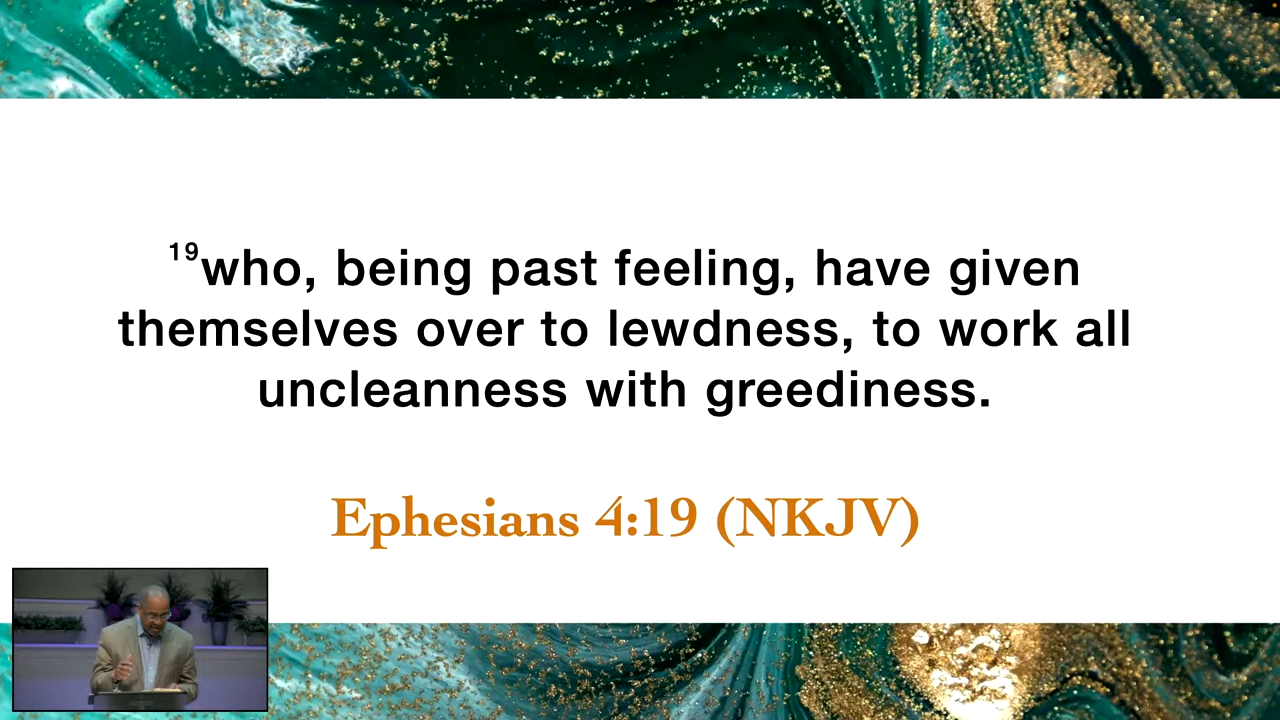 19who, being past feeling, have given
themselves over to lewdness, to work all
uncleanness with greediness.
Ephesians 4:19 (NKJV)